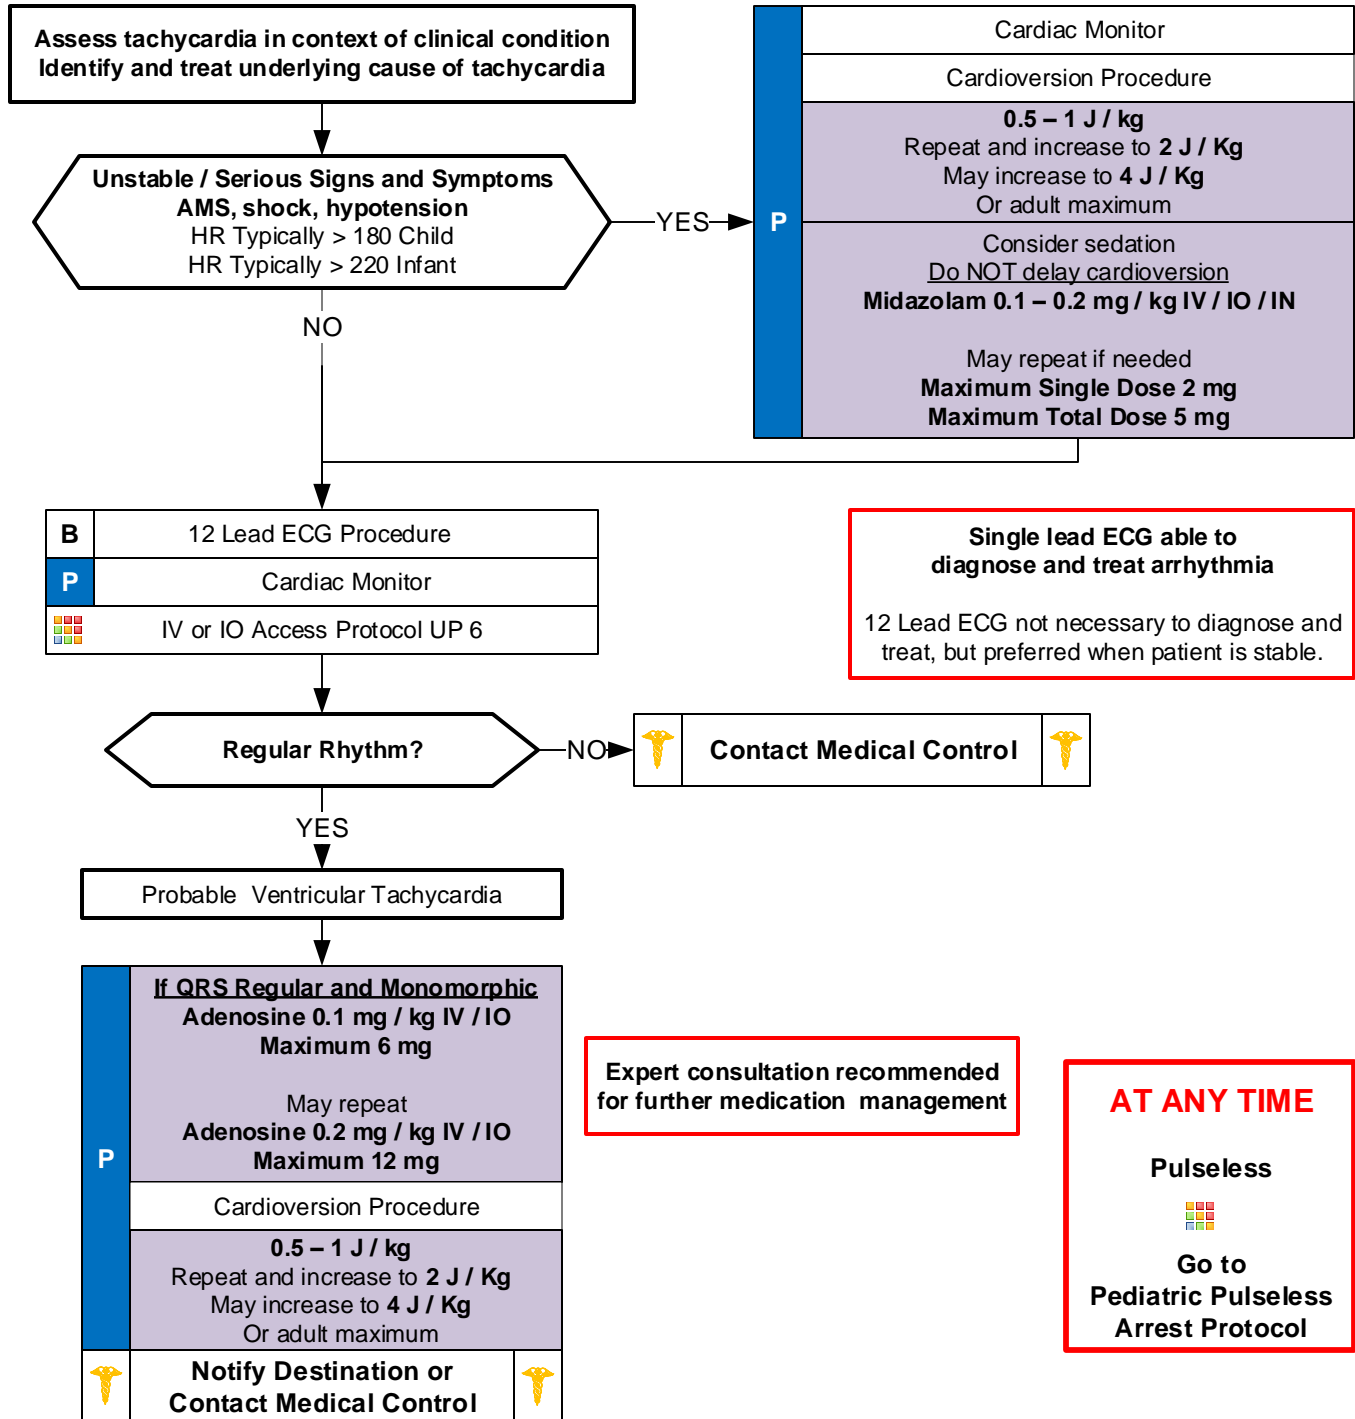 Assess tachycardia in context of clinical condition
Identify and treat underlying cause of tachycardia
Unstable / Serious Signs and Symptoms
AMS, shock, hypotension
HR Typically > 180 Child
HR Typically > 220 Infant
YES
NO
P
Cardiac Monitor
Cardioversion Procedure
0.5 – 1 J / kg
Repeat and increase to 2 J / Kg
May increase to 4 J / Kg
Or adult maximum
Consider sedation
Do NOT delay cardioversion
Midazolam 0.1 – 0.2 mg / kg IV / IO / IN
May repeat if needed
Maximum Single Dose 2 mg
Maximum Total Dose 5 mg
B
12 Lead ECG Procedure
P
Cardiac Monitor
IV or IO Access Protocol UP 6
Single lead ECG able to
diagnose and treat arrhythmia
12 Lead ECG not necessary to diagnose and
treat, but preferred when patient is stable.
Regular Rhythm?
NO
Contact Medical Control
YES
Probable Ventricular Tachycardia
P
If QRS Regular and Monomorphic
Adenosine 0.1 mg / kg IV / IO
Maximum 6 mg
May repeat
Adenosine 0.2 mg / kg IV / IO
Maximum 12 mg
Cardioversion Procedure
0.5 – 1 J / kg
Repeat and increase to 2 J / Kg
May increase to 4 J / Kg
Or adult maximum
Notify Destination or
Contact Medical Control
Expert consultation recommended
for further medication management
AT ANY TIME
Pulseless
Go to
Pediatric Pulseless
Arrest Protocol